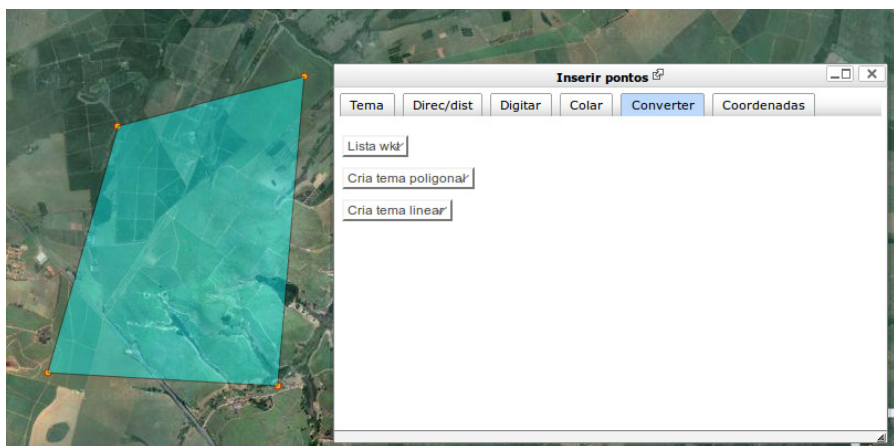 Inserir pontos
Tema Direc/dist Digitar Colar Converter Coordenadas
Lista wkt
Cria tema poligonal
Cria tema linear